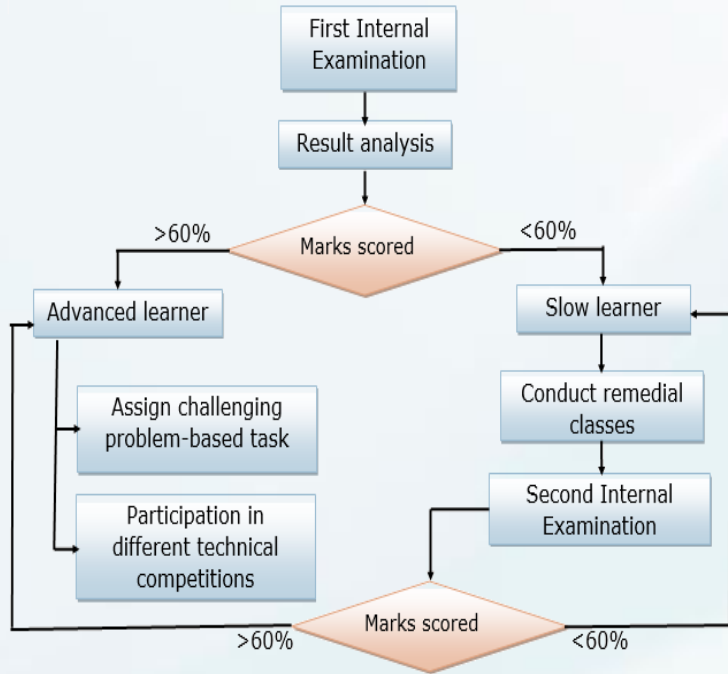 First Internal
Examination
Result analysis
>60%
Marks scored
<60%
Advanced learner
Slow learner
Assign challenging
problem-based task
Conduct remedial
classes
Participation in
different technical
competitions
Second Internal
Examination
Marks scored
>60%
<60%